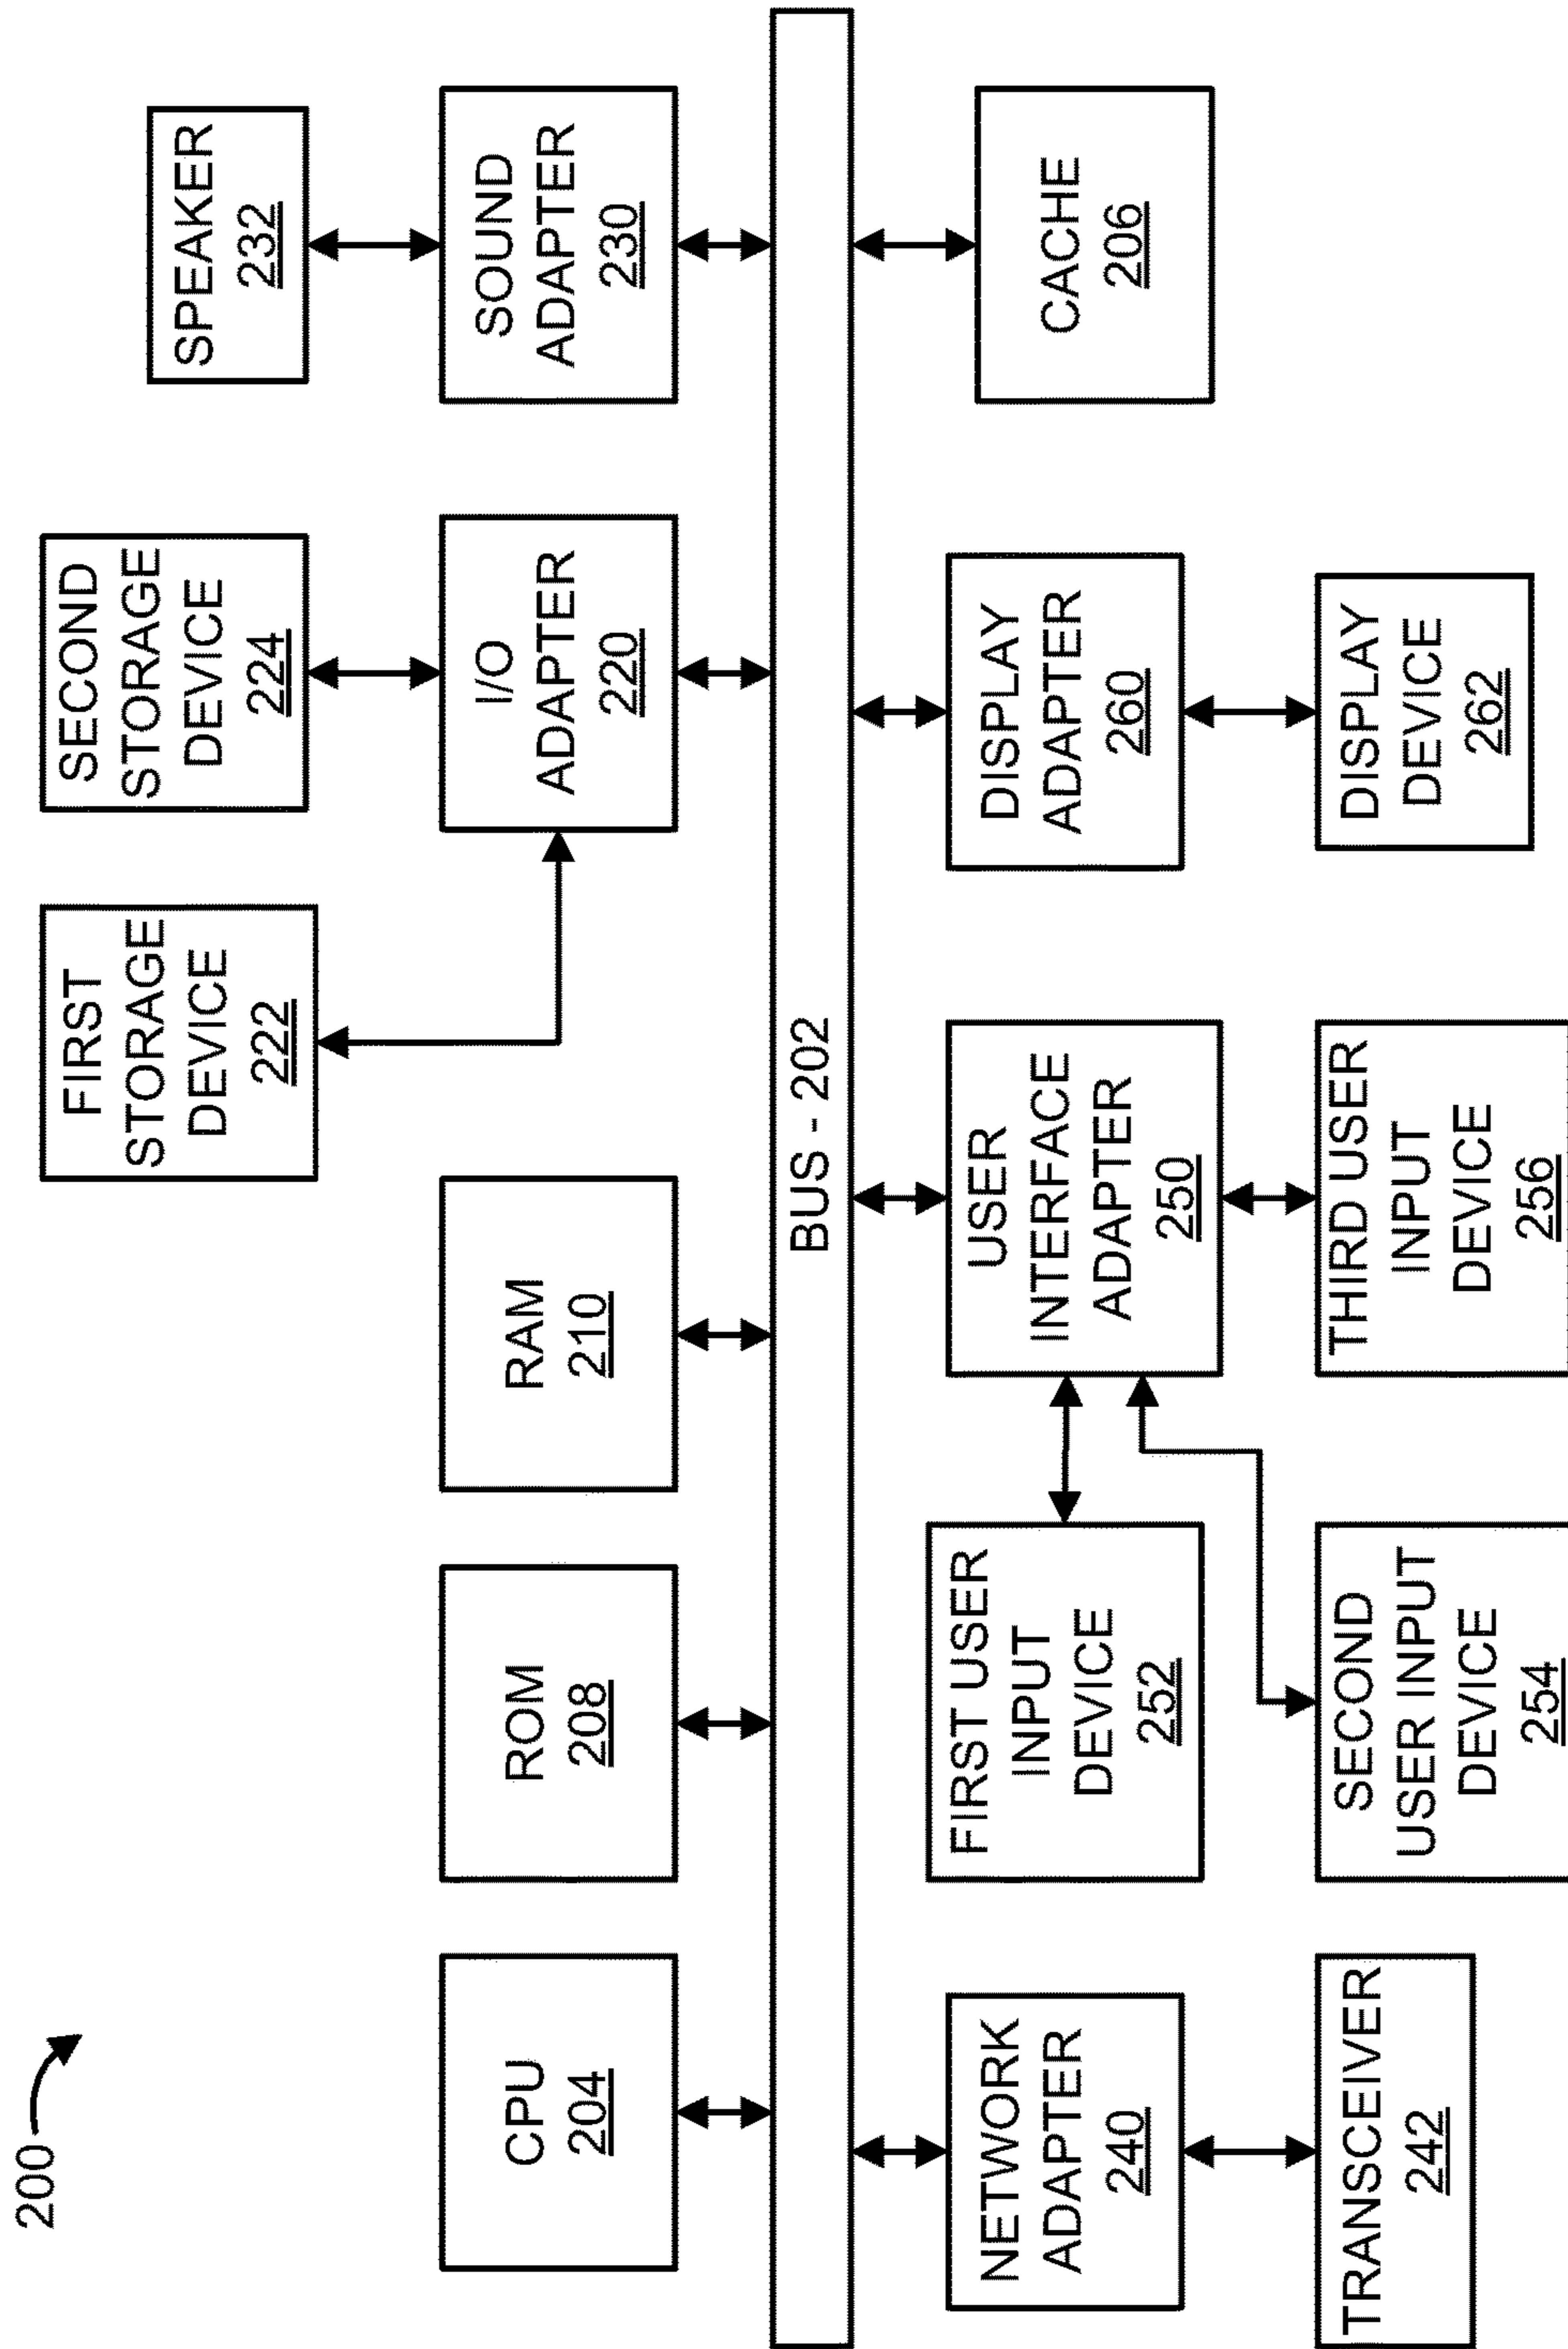 200
CPU
204
ROM
208
RAM
210
FIRST
STORAGE
DEVICE
222
SECOND
STORAGE
DEVICE
224
I/O
ADAPTER
220
SPEAKER
232
SOUND
ADAPTER
230
BUS - 202
NETWORK
ADAPTER
240
TRANSCEIVER
242
FIRST USER
INPUT
DEVICE
252
SECOND
USER INPUT
DEVICE
254
USER
INTERFACE
ADAPTER
250
THIRD USER
INPUT
DEVICE
256
DISPLAY
ADAPTER
260
DISPLAY
DEVICE
262
CACHE
206